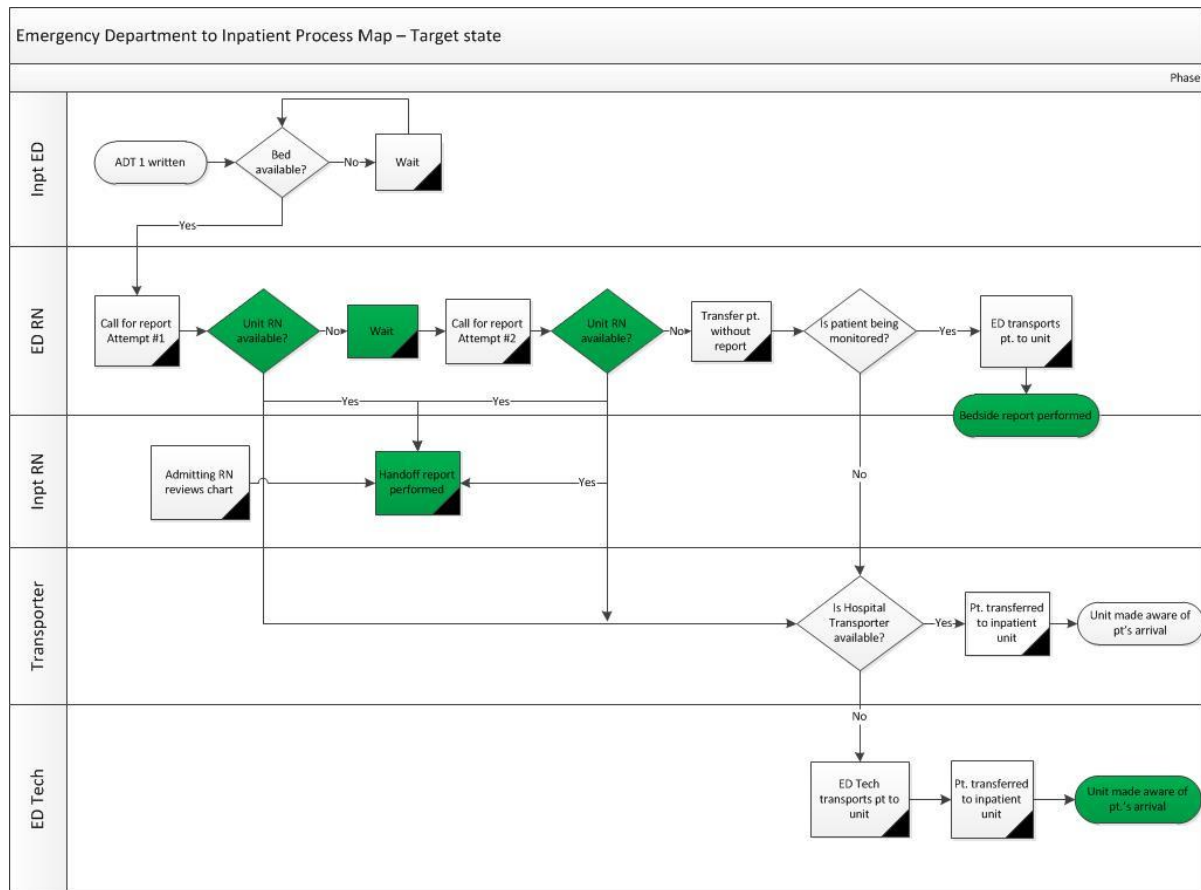 Emergency Department to Inpatient Process Map – Target state
Phase
Inpt ED
ADT 1 written
Bed
available?
No
Wait
Yes
ED RN
Call for report
Attempt #1
Unit RN
available?
No
Wait
Call for report
Attempt #2
Unit RN
available?
No
Transfer pt.
without
report
Is patient being
monitored?
Yes
ED transports
pt. to unit
Yes
Yes
Bedside report performed
Inpt RN
Admitting RN
reviews chart
Handoff report
performed
Yes
No
Transporter
Is Hospital
Transporter
available?
Yes
Pt. transferred
to inpatient
unit
Unit made aware of
pt's arrival
No
ED Tech
ED Tech
transports pt to
unit
Pt. transferred
to inpatient
unit
Unit made aware of
pt.'s arrival